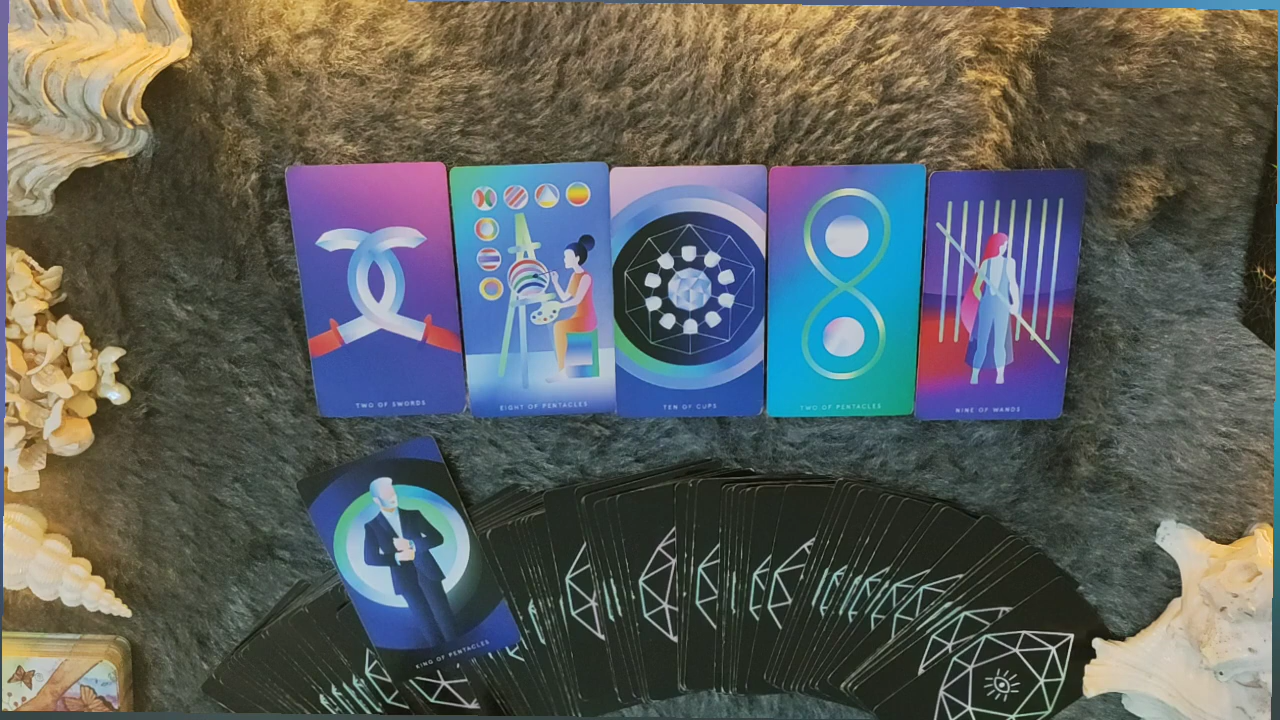 TWO OF SWORDS
EIGHT OF PENTACLES
TEN OF CUPS
TWO OF PENTACLES
NINE OF WANDS
KING OF PENTACLES